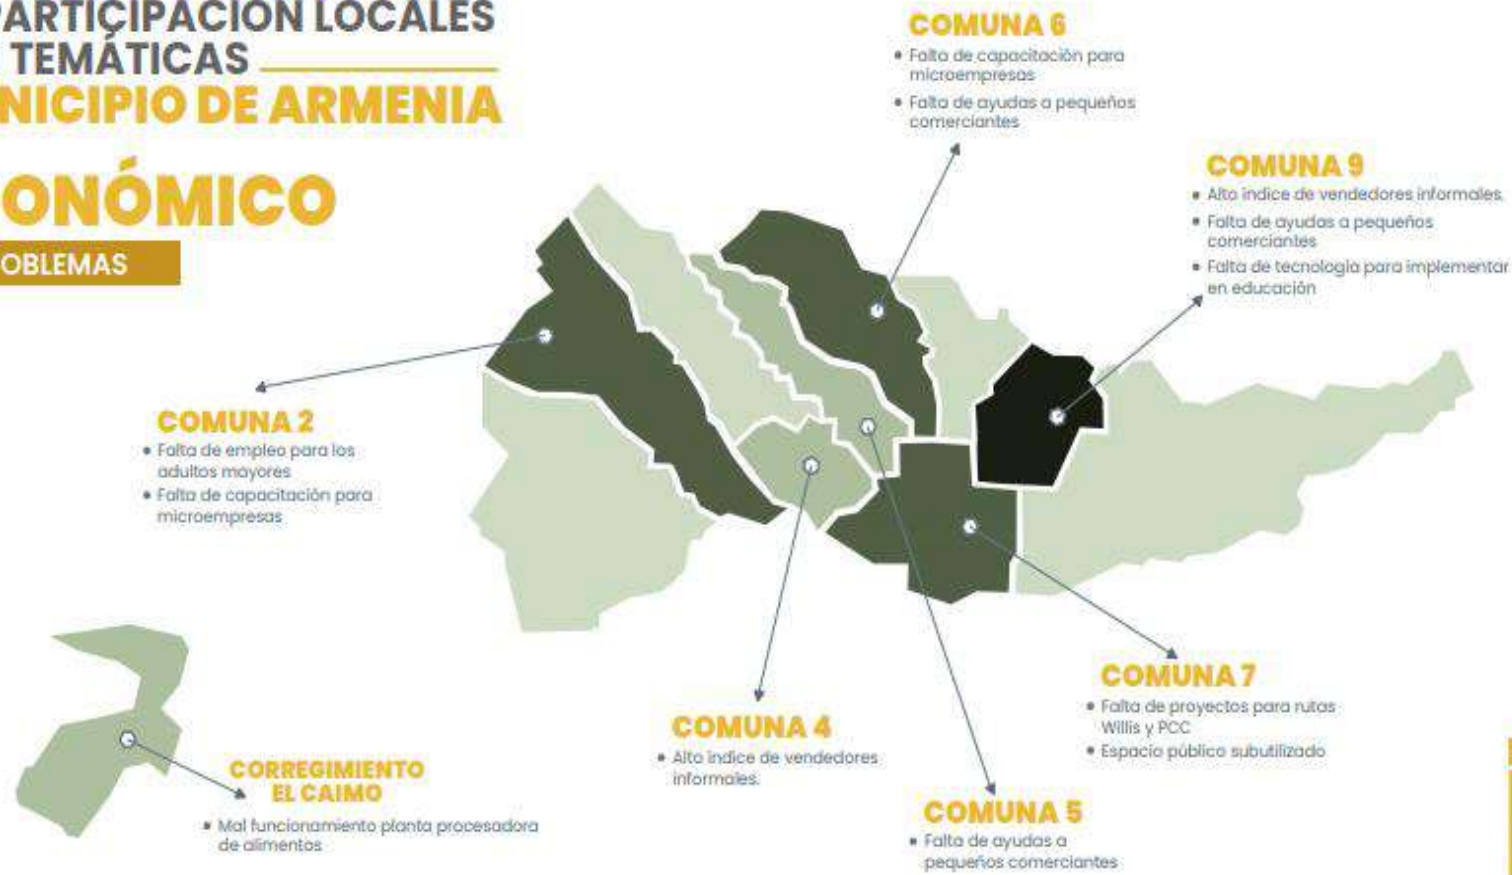 PARTICIPACIÓN LOCALES
TEMÁTICAS
NICIPIO DE ARMENIA
ONÓMICO
OBLEMAS
COMUNA 6
• Falta de capacitación para
microempresas
• Falta de ayudas a pequeños
comerciantes
COMUNA 9
• Alto índice de vendedores informales.
• Falta de ayudas a pequeños
comerciantes
• Falta de tecnología para implementar
en educación
COMUNA 2
• Falta de empleo para los
adultos mayores
• Falta de capacitación para
microempresas
COMUNA 7
• Falta de proyectos para rutas
Willis y PCC
• Espacio público subutilizado
COMUNA 4
• Alto índice de vendedores
informales.
CORREGIMIENTO
EL CAIMO
• Mal funcionamiento planta procesadora
de alimentos
COMUNA 5
• Falta de ayudas a
pequeños comerciantes